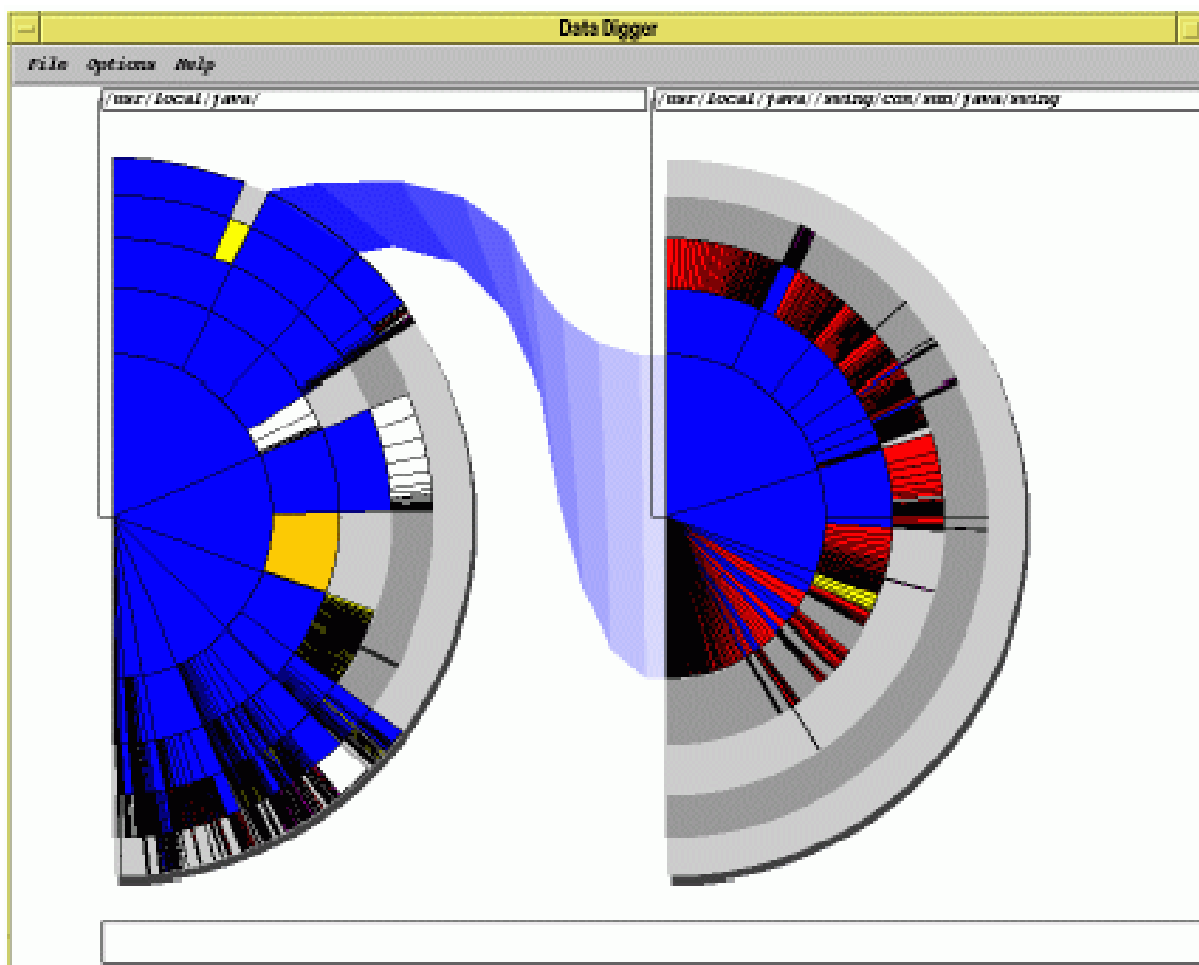 Data Digger
File Options Help
/usr/local/java/
/usr/local/java//swing/com/sun/java/swing